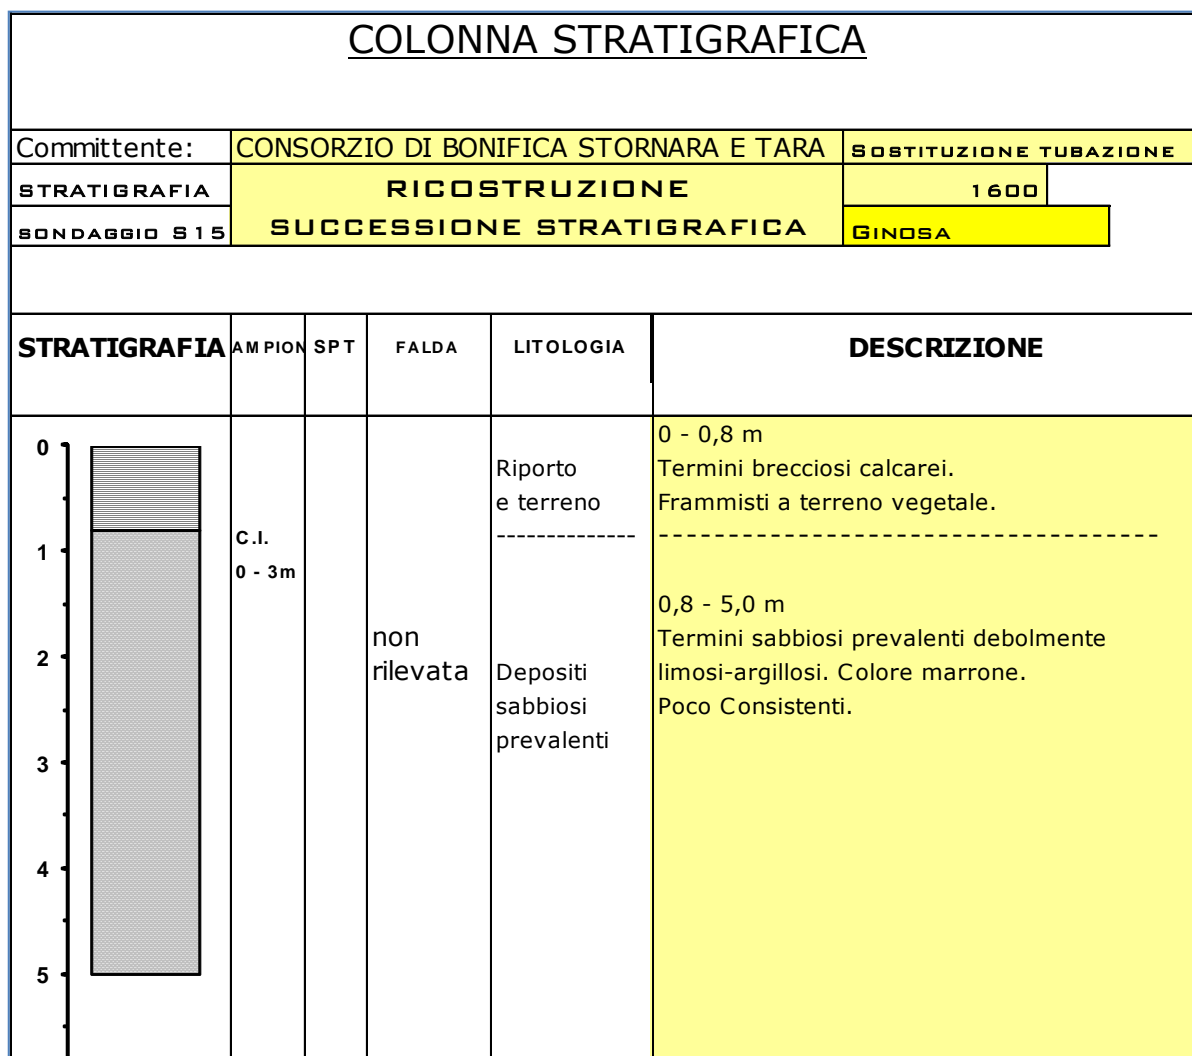 COLONNA STRATIGRAFICA
Committente: CONSORZIO DI BONIFICA STORNARA E TARA SOSTITUZIONE TUBAZIONE
STRATIGRAFIA RICOSTRUZIONE 1600
SONDAGGIO S15 SUCCESSIONE STRATIGRAFICA GINOSA
STRATIGRAFIA AMPION SPT FALDA LITOLOGIA DESCRIZIONE
0 - 0,8 m
0 Riporto Termini brecciosi calcarei.
e terreno Frammisti a terreno vegetale.
C.I. -------------- ------------------------------------
1
0 - 3m
0,8 - 5,0 m
non Termini sabbiosi prevalenti debolmente
2 rilevata Depositi limosi-argillosi. Colore marrone.
sabbiosi Poco Consistenti.
prevalenti
3
4
5